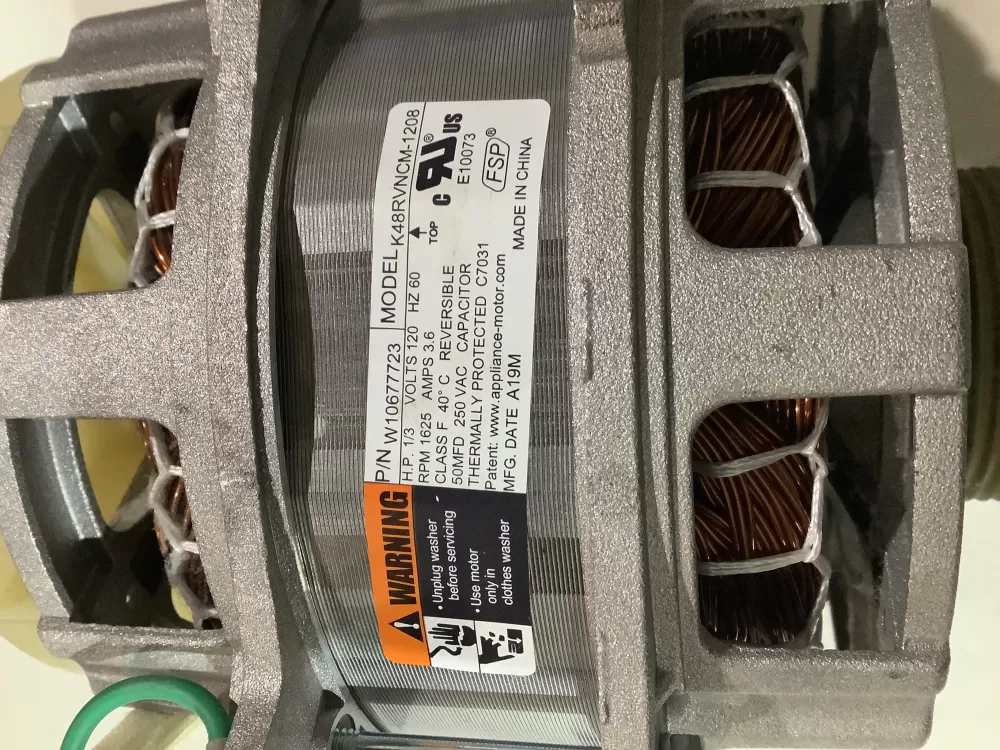 P/N W10677723 MODEL K48RVNCM-1208
H.P. 1/3 VOLTS 120 HZ 60
RPM 1625 AMPS 3.6
TOP
CLASS F 40° C REVERSIBLE
50MFD 250 VAC CAPACITOR
THERMALLY PROTECTED C7031
Patent: www.appliance-motor.com
MFG. DATE A19M
C RU® US
E10073
FSP®
MADE IN CHINA
WARNING
• Unplug washer
before servicing
• Use motor
only in
clothes washer